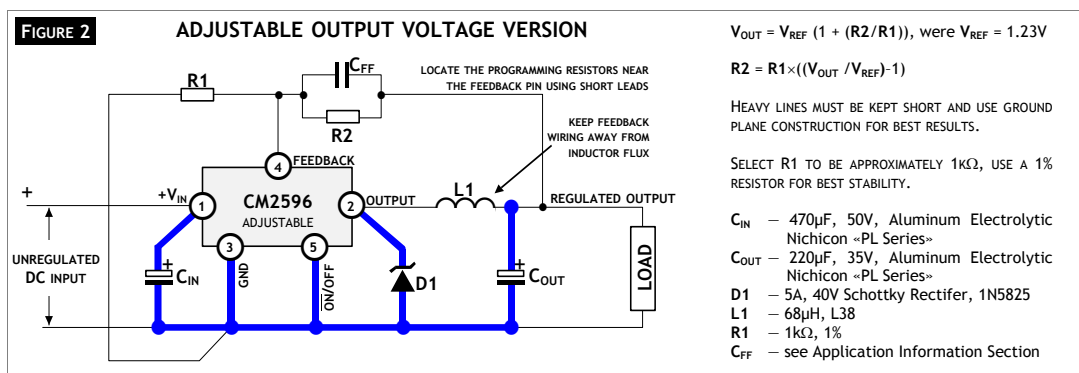 FIGURE 2
ADJUSTABLE OUTPUT VOLTAGE VERSION
CFF
R1
R2
LOCATE THE PROGRAMMING RESISTORS NEAR
THE FEEDBACK PIN USING SHORT LEADS
KEEP FEEDBACK
WIRING AWAY FROM
INDUCTOR FLUX
4
FEEDBACK
+
+VIN
1
CM2596
ADJUSTABLE
2
OUTPUT
L1
REGULATED OUTPUT
3
5
UNREGULATED
DC INPUT
+
CIN
GND
ON/OFF
D1
+
COUT
LOAD
-
VOUT = VREF (1 + (R2/R1)), were VREF = 1.23V
R2 = R1×((VOUT /VREF)-1)
HEAVY LINES MUST BE KEPT SHORT AND USE GROUND
PLANE CONSTRUCTION FOR BEST RESULTS.
SELECT R1 TO BE APPROXIMATELY 1kΩ, USE A 1%
RESISTOR FOR BEST STABILITY.
CIN – 470µF, 50V, Aluminum Electrolytic
Nichicon «PL Series»
COUT – 220µF, 35V, Aluminum Electrolytic
Nichicon «PL Series»
D1 – 5A, 40V Schottky Rectifer, 1N5825
L1 – 68µH, L38
R1 – 1kΩ, 1%
CFF – see Application Information Section